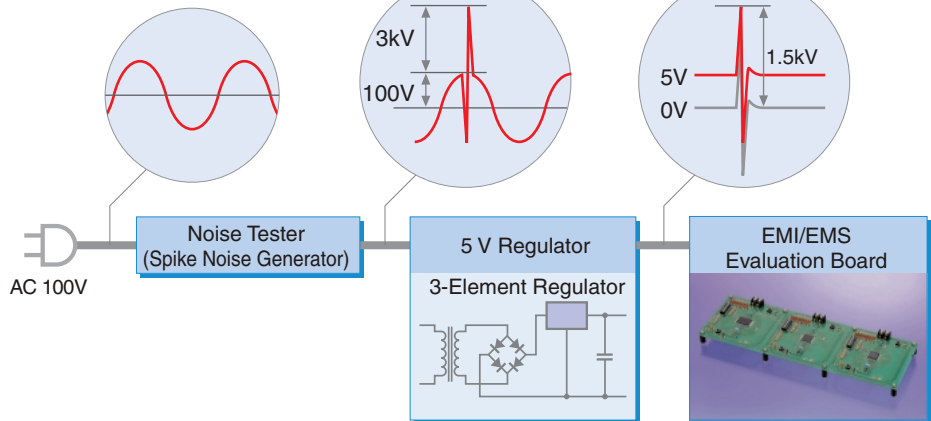 3kV
100V
1.5kV
5V
0V
AC 100V
Noise Tester
(Spike Noise Generator)
5 V Regulator
3-Element Regulator
EMI/EMS
Evaluation Board